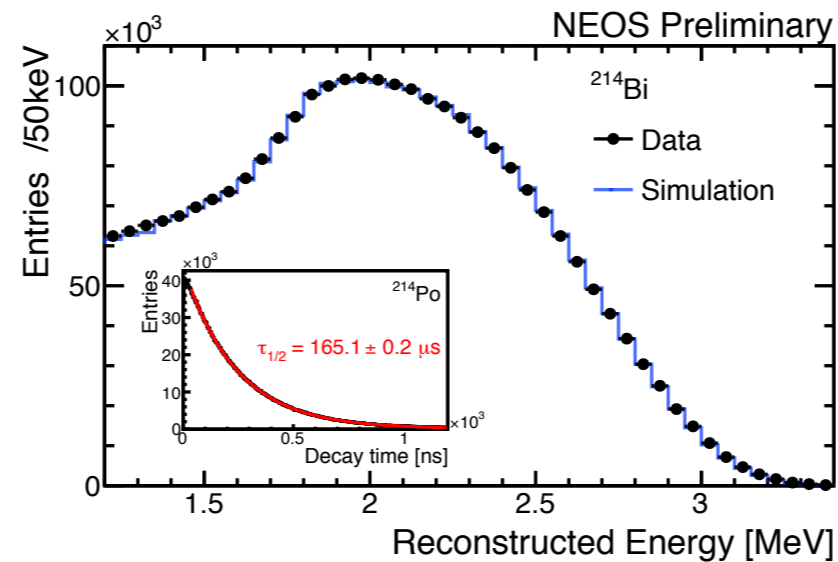 NEOS Preliminary
×10³
Entries /50keV
100
50
0
²¹⁴Bi
Data
Simulation
×10³
Entries
40
30
20
10
0
²¹⁴Po
τ1/2 = 165.1 ± 0.2 μs
0 0.5 1
×10³
Decay time [ns]
1.5 2 2.5 3
Reconstructed Energy [MeV]